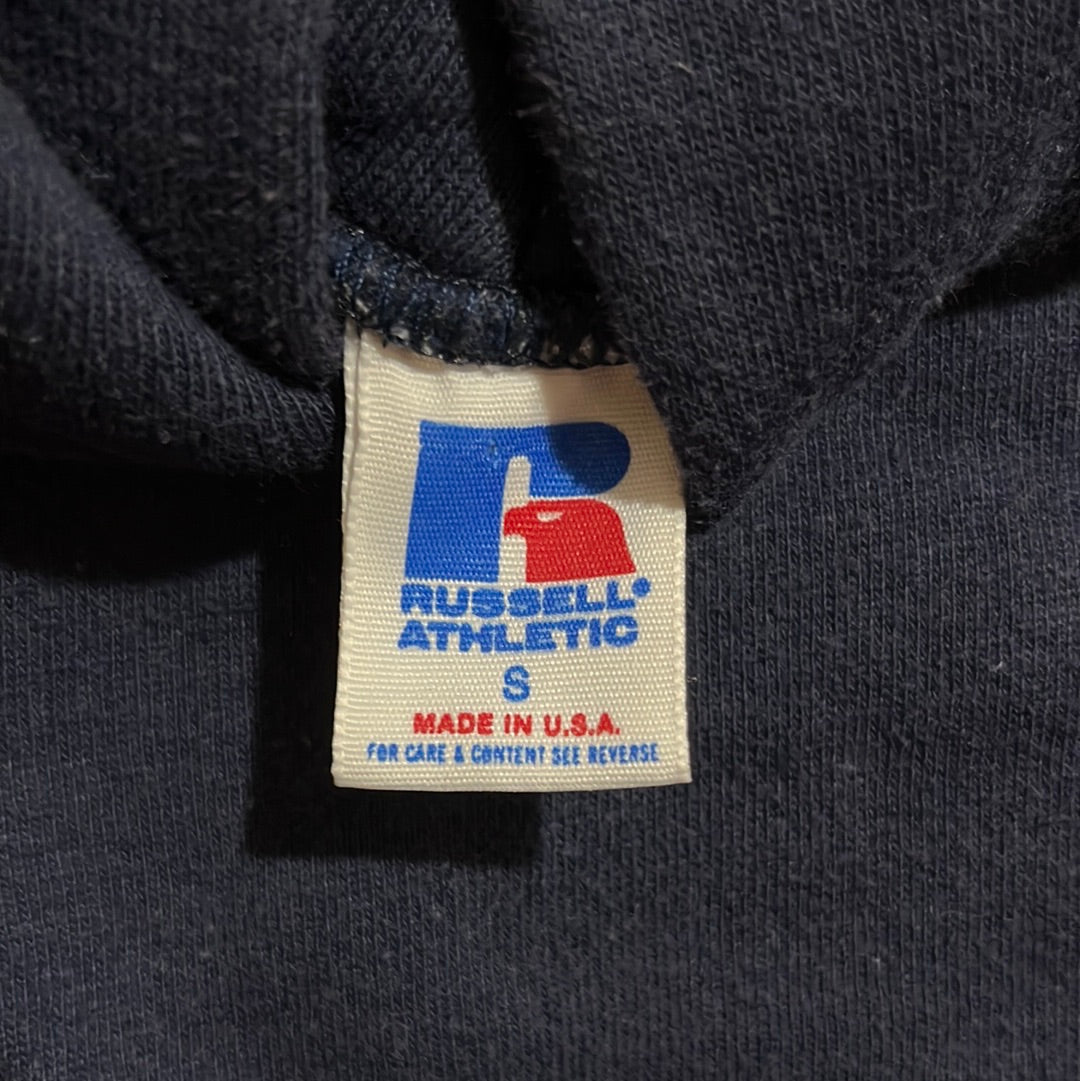 RUSSELL
ATHLETIC
S
MADE IN U.S.A.
FOR CARE & CONTENT SEE REVERSE